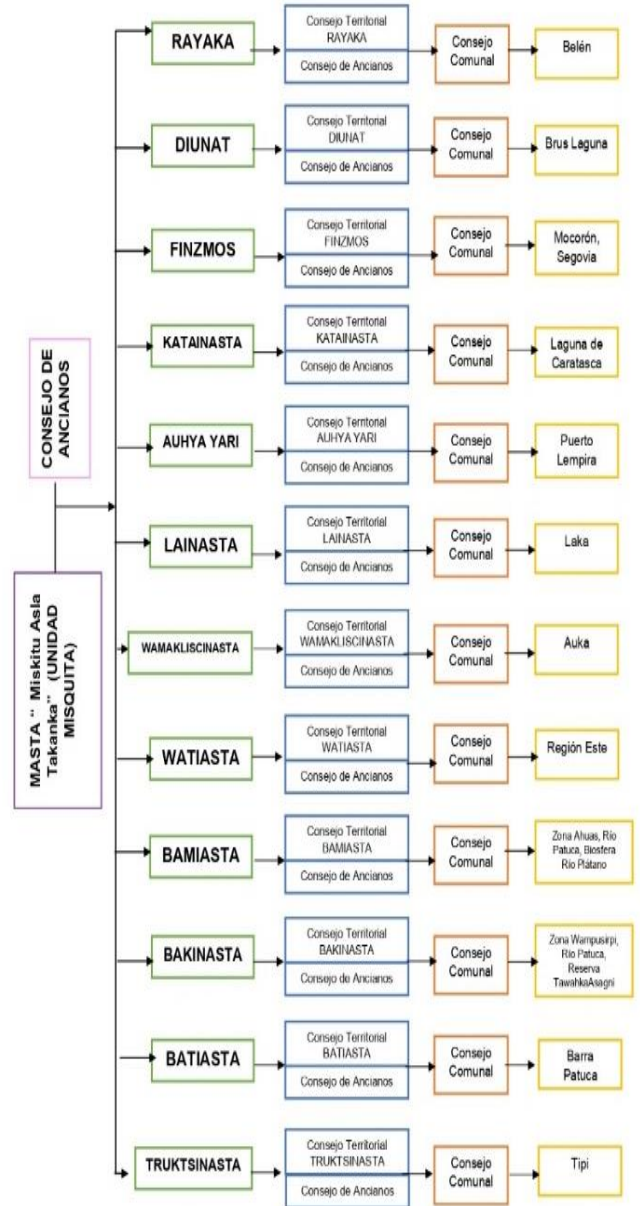 CONSEJO DE
ANCIANOS
MASTA “ Miskitu Asla
Takanka” (UNIDAD
MISQUITA)
RAYAKA
Consejo Territorial
RAYAKA
Consejo de Ancianos
Consejo
Comunal
Belén
DIUNAT
Consejo Territorial
DIUNAT
Consejo de Ancianos
Consejo
Comunal
Brus Laguna
FINZMOS
Consejo Territorial
FINZMOS
Consejo de Ancianos
Consejo
Comunal
Mocorón,
Segovia
KATAINASTA
Consejo Territorial
KATAINASTA
Consejo de Ancianos
Consejo
Comunal
Laguna de
Caratasca
AUHYA YARI
Consejo Territorial
AUHYA YARI
Consejo de Ancianos
Consejo
Comunal
Puerto
Lempira
LAINASTA
Consejo Territorial
LAINASTA
Consejo de Ancianos
Consejo
Comunal
Laka
WAMAKLISCINASTA
Consejo Territorial
WAMAKLISCINASTA
Consejo de Ancianos
Consejo
Comunal
Auka
WATIASTA
Consejo Territorial
WATIASTA
Consejo de Ancianos
Consejo
Comunal
Región Este
BAMIASTA
Consejo Territorial
BAMIASTA
Consejo de Ancianos
Consejo
Comunal
Zona Ahuas, Río
Patuca, Biosfera
Río Plátano
BAKINASTA
Consejo Territorial
BAKINASTA
Consejo de Ancianos
Consejo
Comunal
Zona Wampusirpi,
Río Patuca,
Reserva
TawahkaAsagni
BATIASTA
Consejo Territorial
BATIASTA
Consejo de Ancianos
Consejo
Comunal
Barra
Patuca
TRUKTSINASTA
Consejo Territorial
TRUKTSINASTA
Consejo de Ancianos
Consejo
Comunal
Tipi